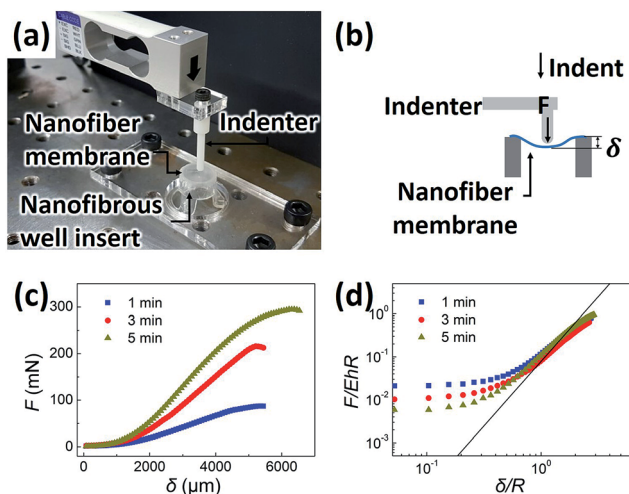 (a)
Nanofiber
membrane
Indenter
Nanofibrous
well insert
(b)
Indent
Indenter
F
δ
Nanofiber
membrane
(c)
1 min
3 min
5 min
F (mN)
300
200
100
0
0 2000 4000 6000
δ (μm)
(d)
1 min
3 min
5 min
F/EhR
10⁰
10⁻¹
10⁻²
10⁻³
10⁻¹ 10⁰
δ/R